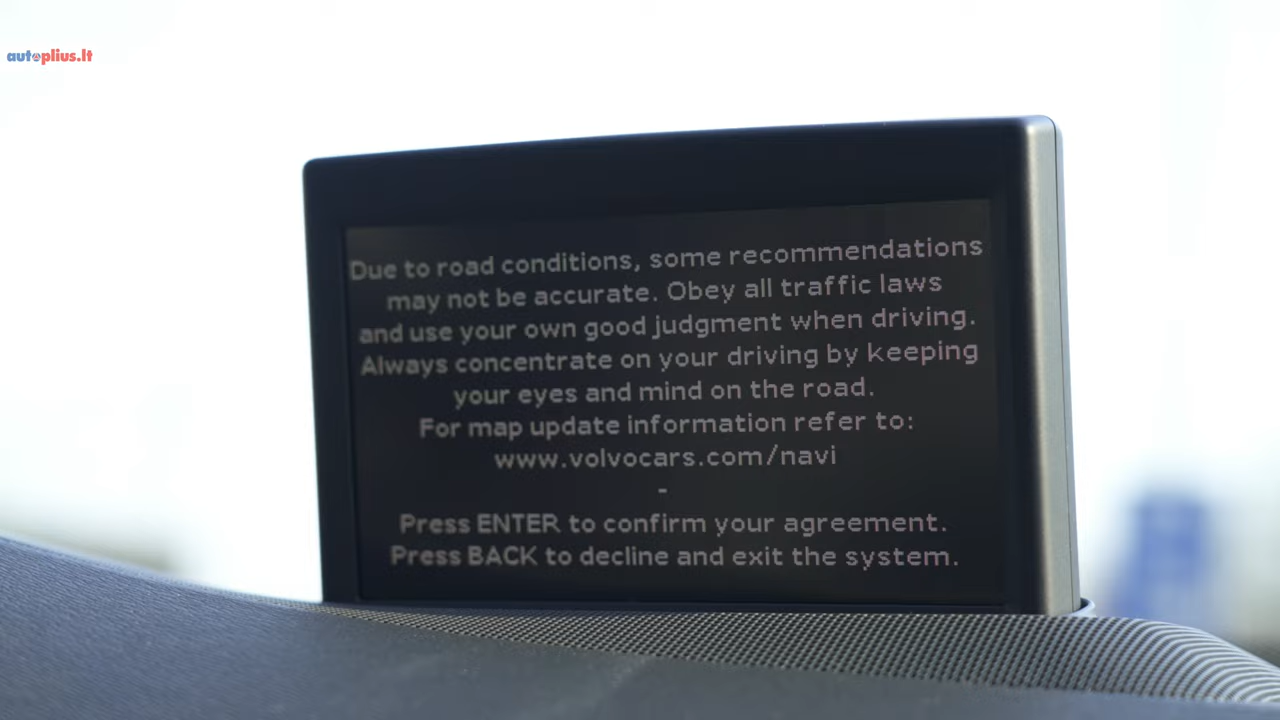 autoplius.lt
Due to road conditions, some recommendations
may not be accurate. Obey all traffic laws
and use your own good judgment when driving.
Always concentrate on your driving by keeping
your eyes and mind on the road.
For map update information refer to:
www.volvocars.com/navi
-
Press ENTER to confirm your agreement.
Press BACK to decline and exit the system.